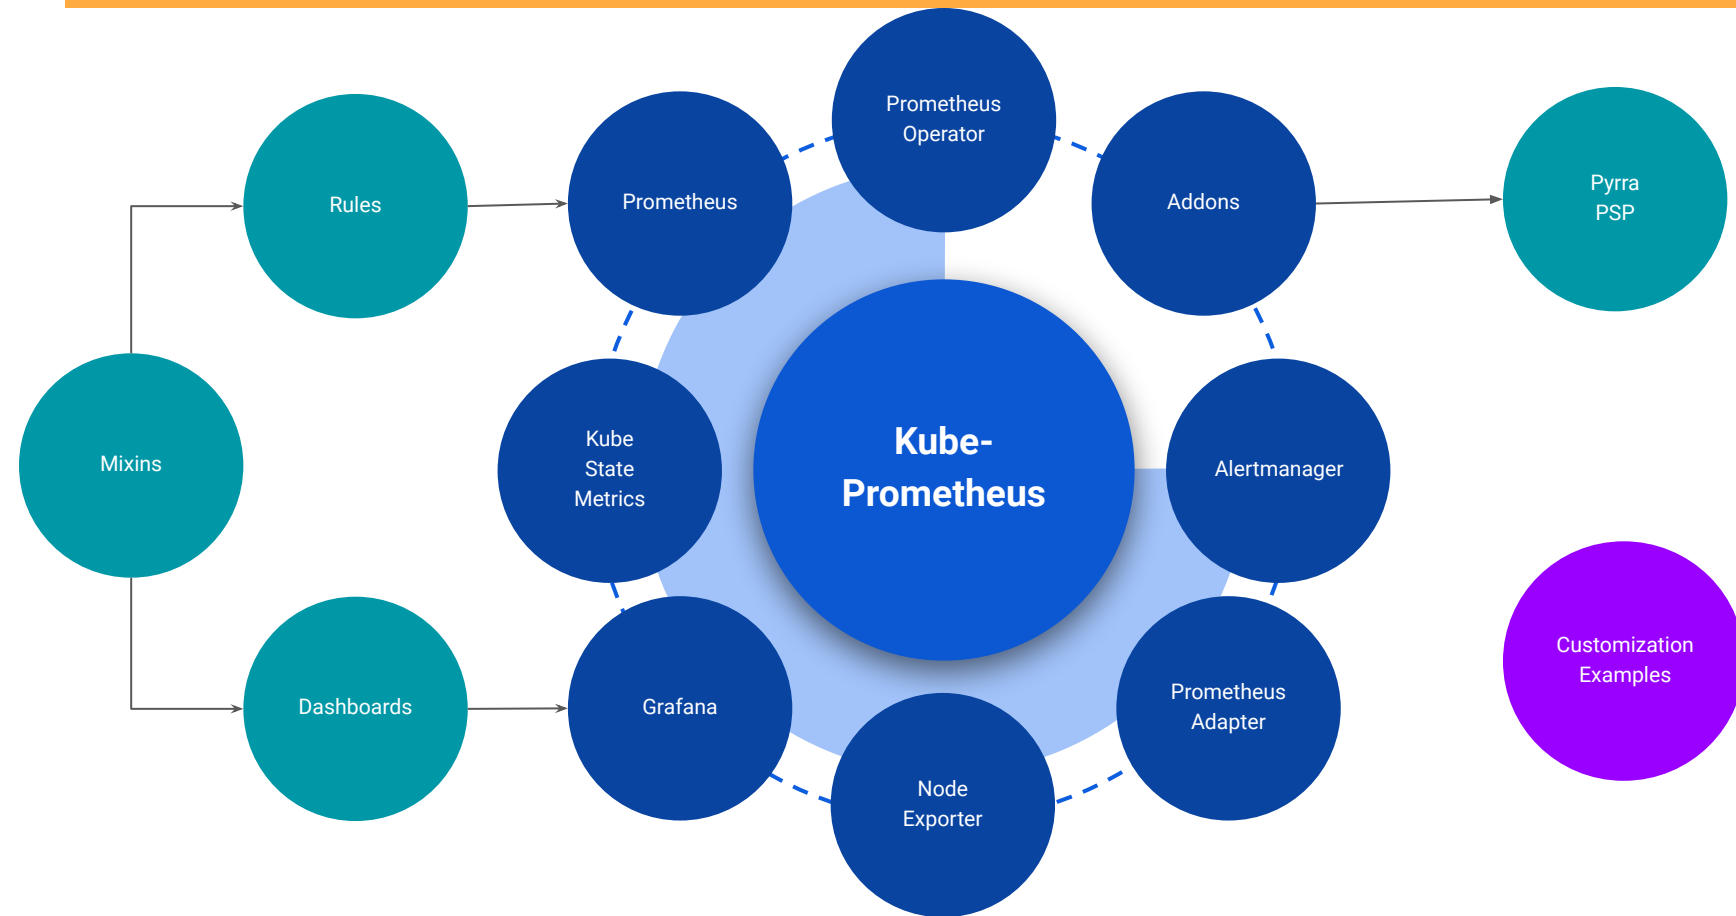 Prometheus
Operator
Rules
Prometheus
Addons
Pyrra
PSP
Mixins
Kube
State
Metrics
Kube-
Prometheus
Alertmanager
Dashboards
Grafana
Prometheus
Adapter
Customization
Examples
Node
Exporter